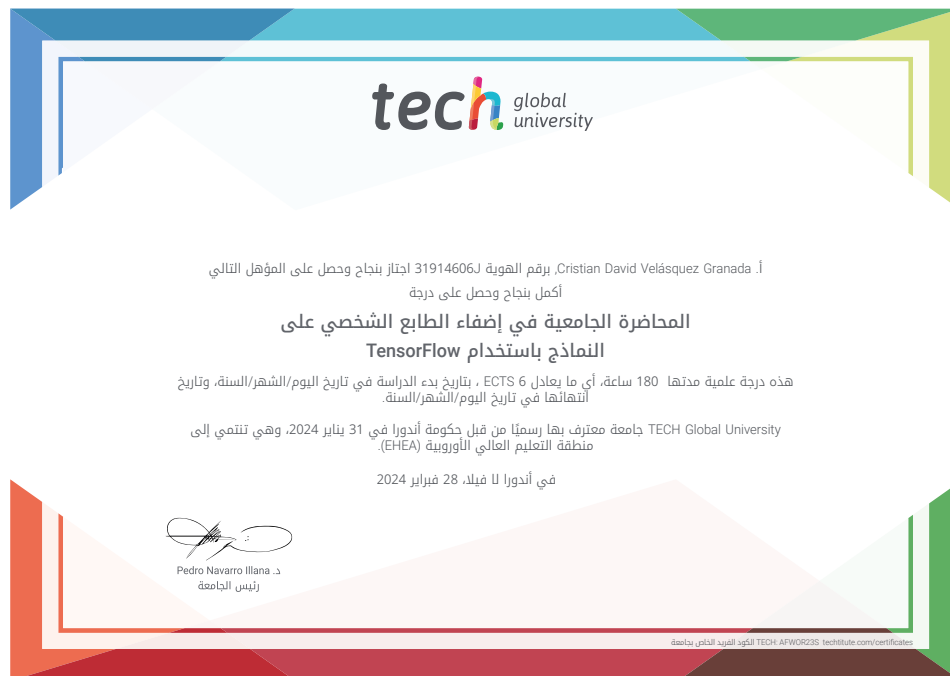 tech global
university
أ. Cristian David Velásquez Granada, برقم الهوية 31914606J اجتاز بنجاح وحصل على المؤهل التالي
أكمل بنجاح وحصل على درجة
المحاضرة الجامعية في إضفاء الطابع الشخصي على
النماذج باستخدام TensorFlow
هذه درجة علمية مدتها 180 ساعة، أي ما يعادل 6 ECTS ، بتاريخ بدء الدراسة في تاريخ اليوم/الشهر/السنة، وتاريخ
انتهائها في تاريخ اليوم/الشهر/السنة.
TECH Global University جامعة معترف بها رسميًا من قبل حكومة أندورا في 31 يناير 2024، وهي تنتمي إلى
منطقة التعليم العالي الأوروبية (EHEA).
في أندورا لا فيلا، 28 فبراير 2024
د. Pedro Navarro Illana
رئيس الجامعة
الكود الفريد الخاص بجامعة TECH: AFWOR23S techtitute.com/certificates